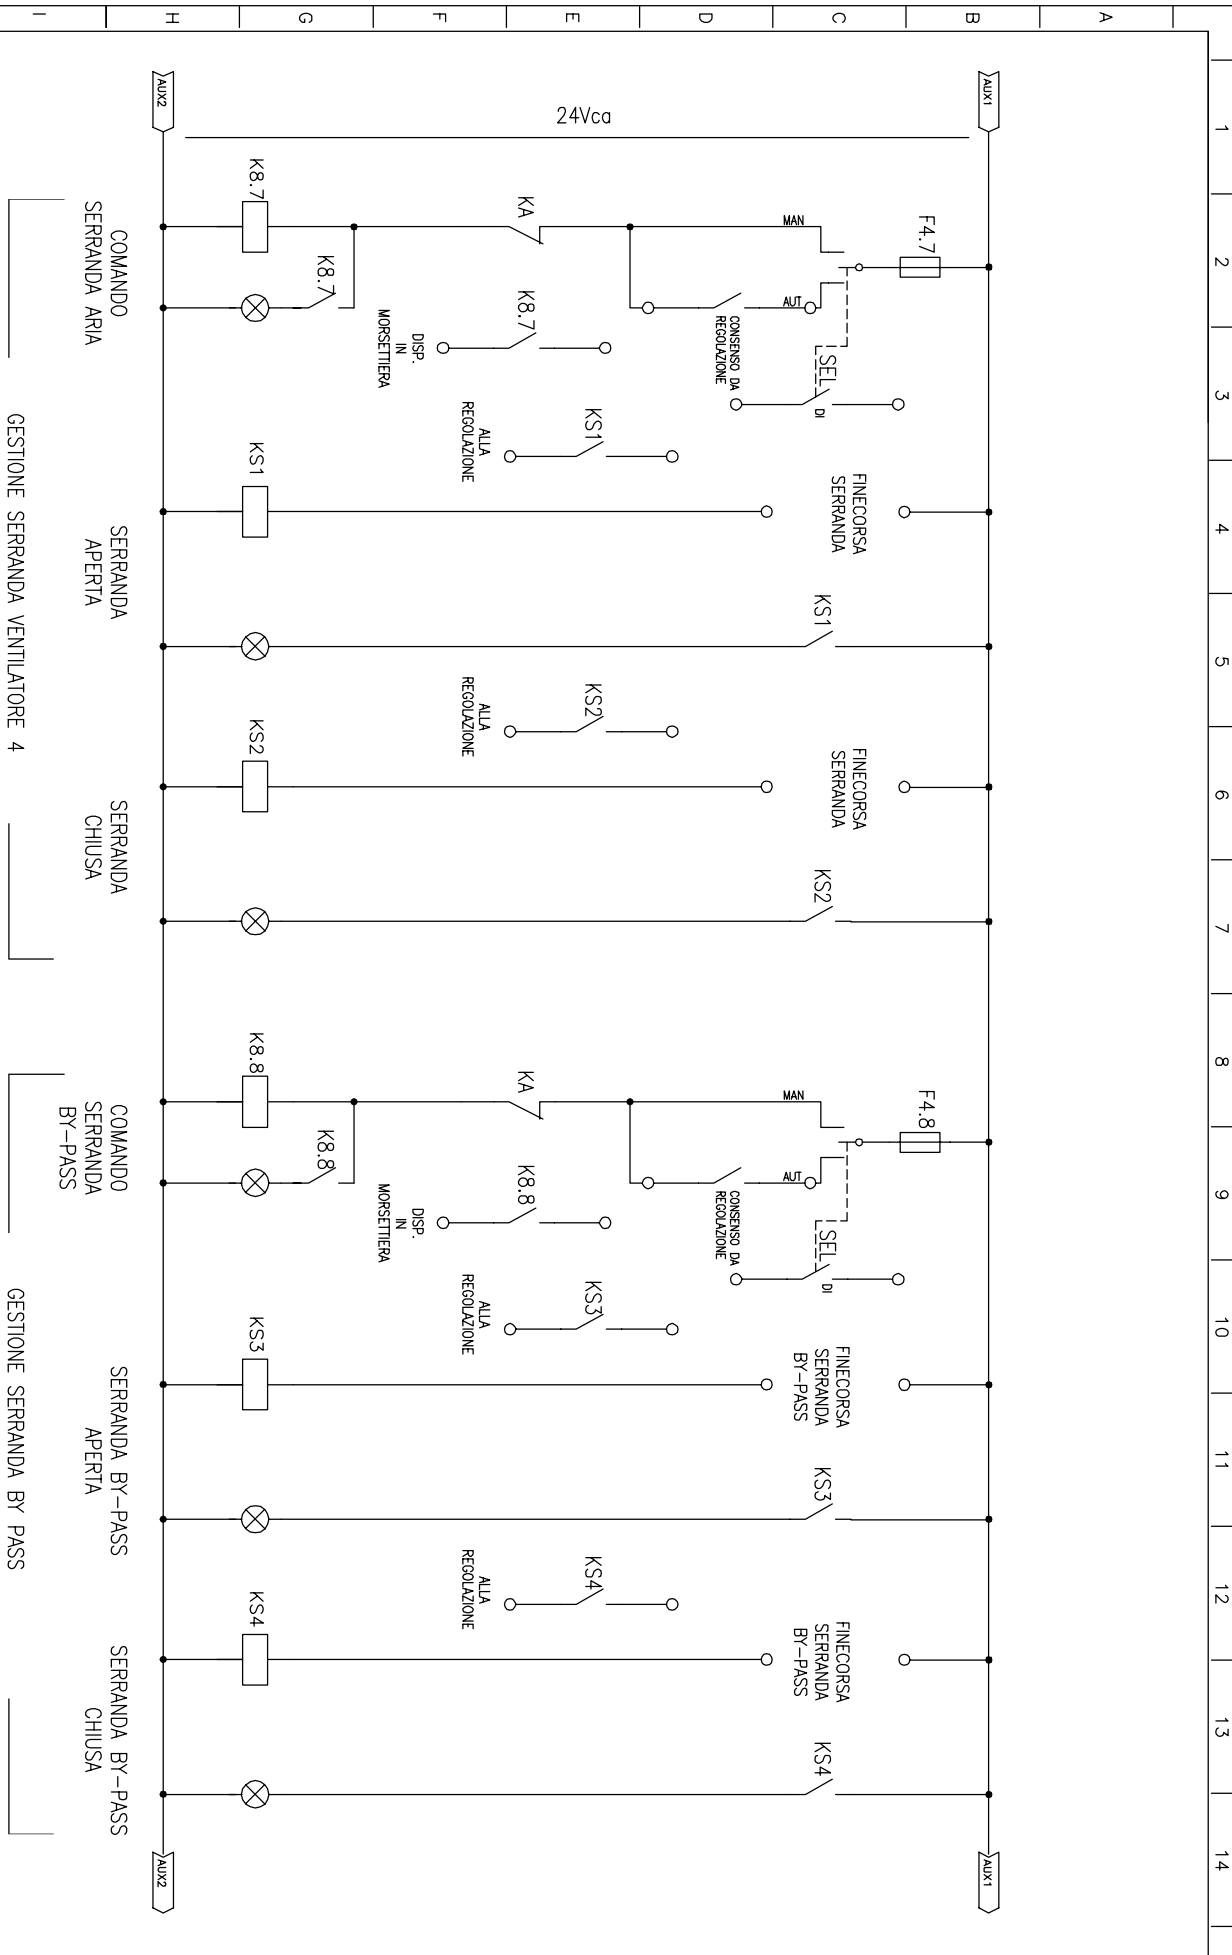 1
2
3
4
5
6
7
8
9
10
11
12
13
14
A
B
C
D
E
F
G
H
I
AUX1
AUX1
24Vca
F4.7
MAN
AUT
SEL
DI
CONSENSO DA
REGOLAZIONE
KA
K8.7
DISP.
IN
MORSETTIERA
K8.7
K8.7
KS1
ALLA
REGOLAZIONE
FINECORSA
SERRANDA
KS1
KS1
KS2
ALLA
REGOLAZIONE
FINECORSA
SERRANDA
KS2
KS2
F4.8
MAN
AUT
SEL
DI
CONSENSO DA
REGOLAZIONE
KA
K8.8
DISP.
IN
MORSETTIERA
K8.8
K8.8
KS3
ALLA
REGOLAZIONE
FINECORSA
SERRANDA
BY-PASS
KS3
KS3
KS4
ALLA
REGOLAZIONE
FINECORSA
SERRANDA
BY-PASS
KS4
KS4
AUX2
AUX2
COMANDO
SERRANDA ARIA
SERRANDA
APERTA
SERRANDA
CHIUSA
COMANDO
SERRANDA
BY-PASS
SERRANDA BY-PASS
APERTA
SERRANDA BY-PASS
CHIUSA
GESTIONE SERRANDA VENTILATORE 4
GESTIONE SERRANDA BY PASS